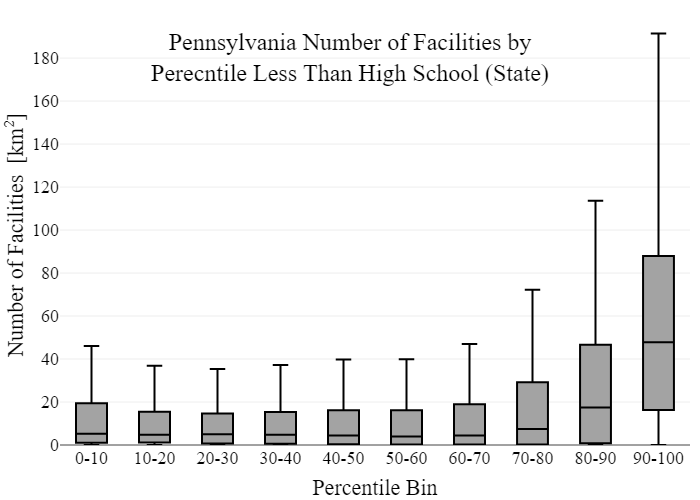 Pennsylvania Number of Facilities by
Perecntile Less Than High School (State)
Number of Facilities [km²]
180
160
140
120
100
80
60
40
20
0
0-10 10-20 20-30 30-40 40-50 50-60 60-70 70-80 80-90 90-100
Percentile Bin